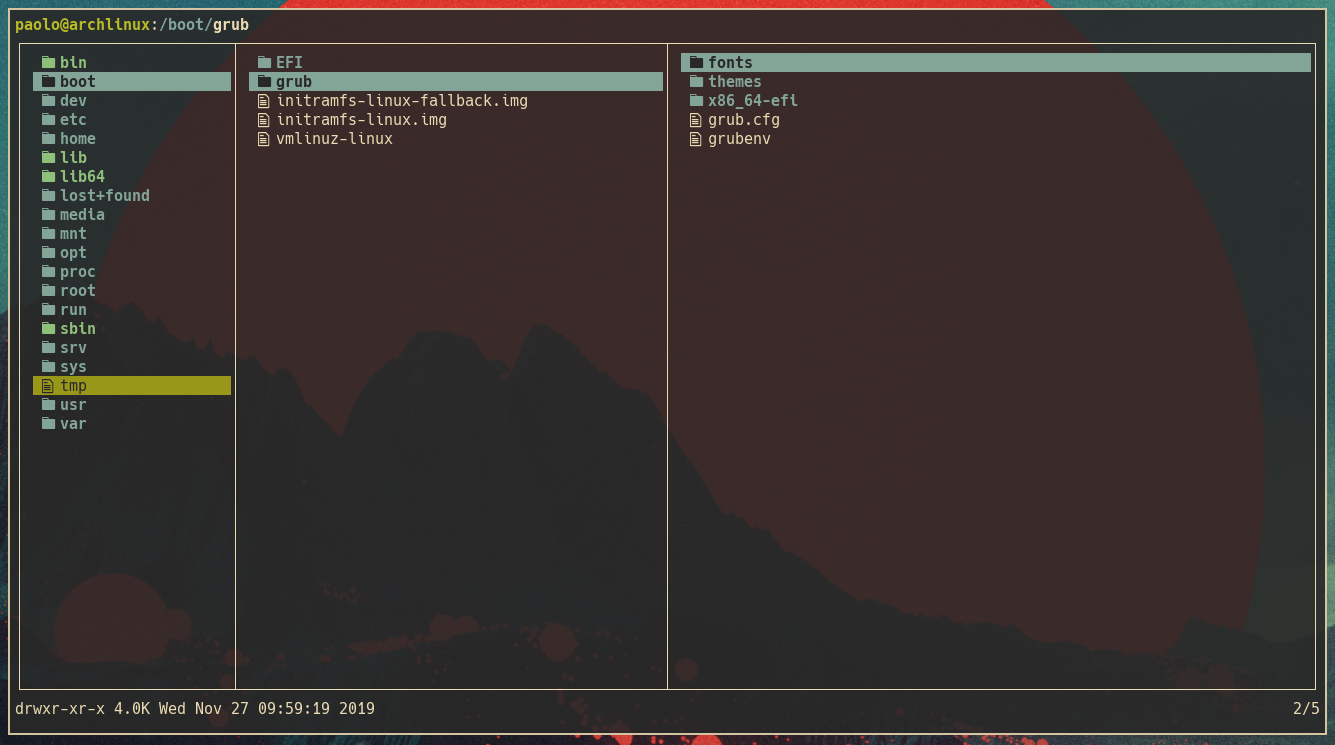 paolo@archlinux:/boot/grub
bin
boot
dev
etc
home
lib
lib64
lost+found
media
mnt
opt
proc
root
run
sbin
srv
sys
tmp
usr
var
EFI
grub
initramfs-linux-fallback.img
initramfs-linux.img
vmlinuz-linux
fonts
themes
x86_64-efi
grub.cfg
grubenv
drwxr-xr-x 4.0K Wed Nov 27 09:59:19 2019
2/5